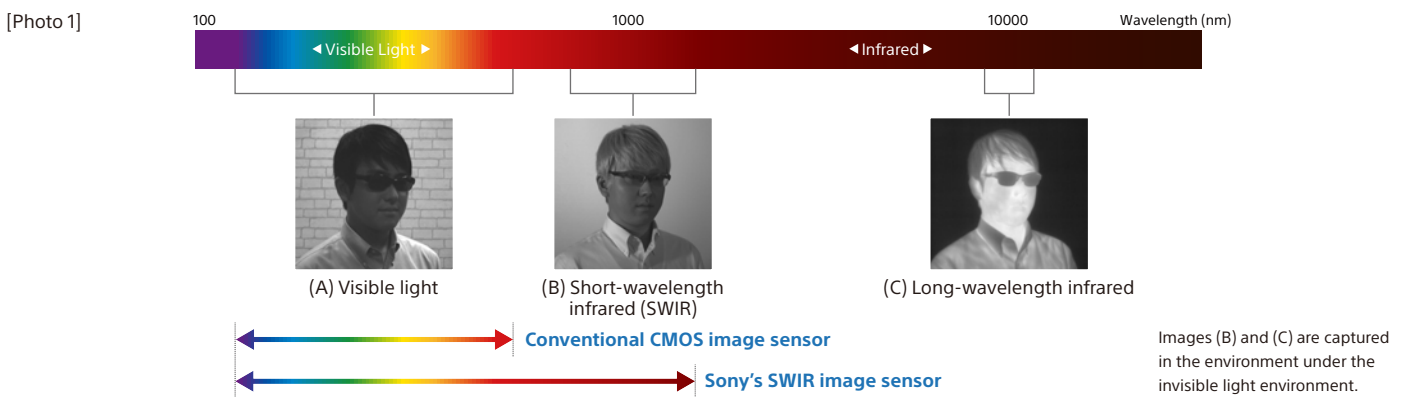 [Photo 1]
100 1000 10000 Wavelength (nm)
Visible Light
Infrared
(A) Visible light
(B) Short-wavelength
infrared (SWIR)
(C) Long-wavelength infrared
Conventional CMOS image sensor
Sony's SWIR image sensor
Images (B) and (C) are captured
in the environment under the
invisible light environment.